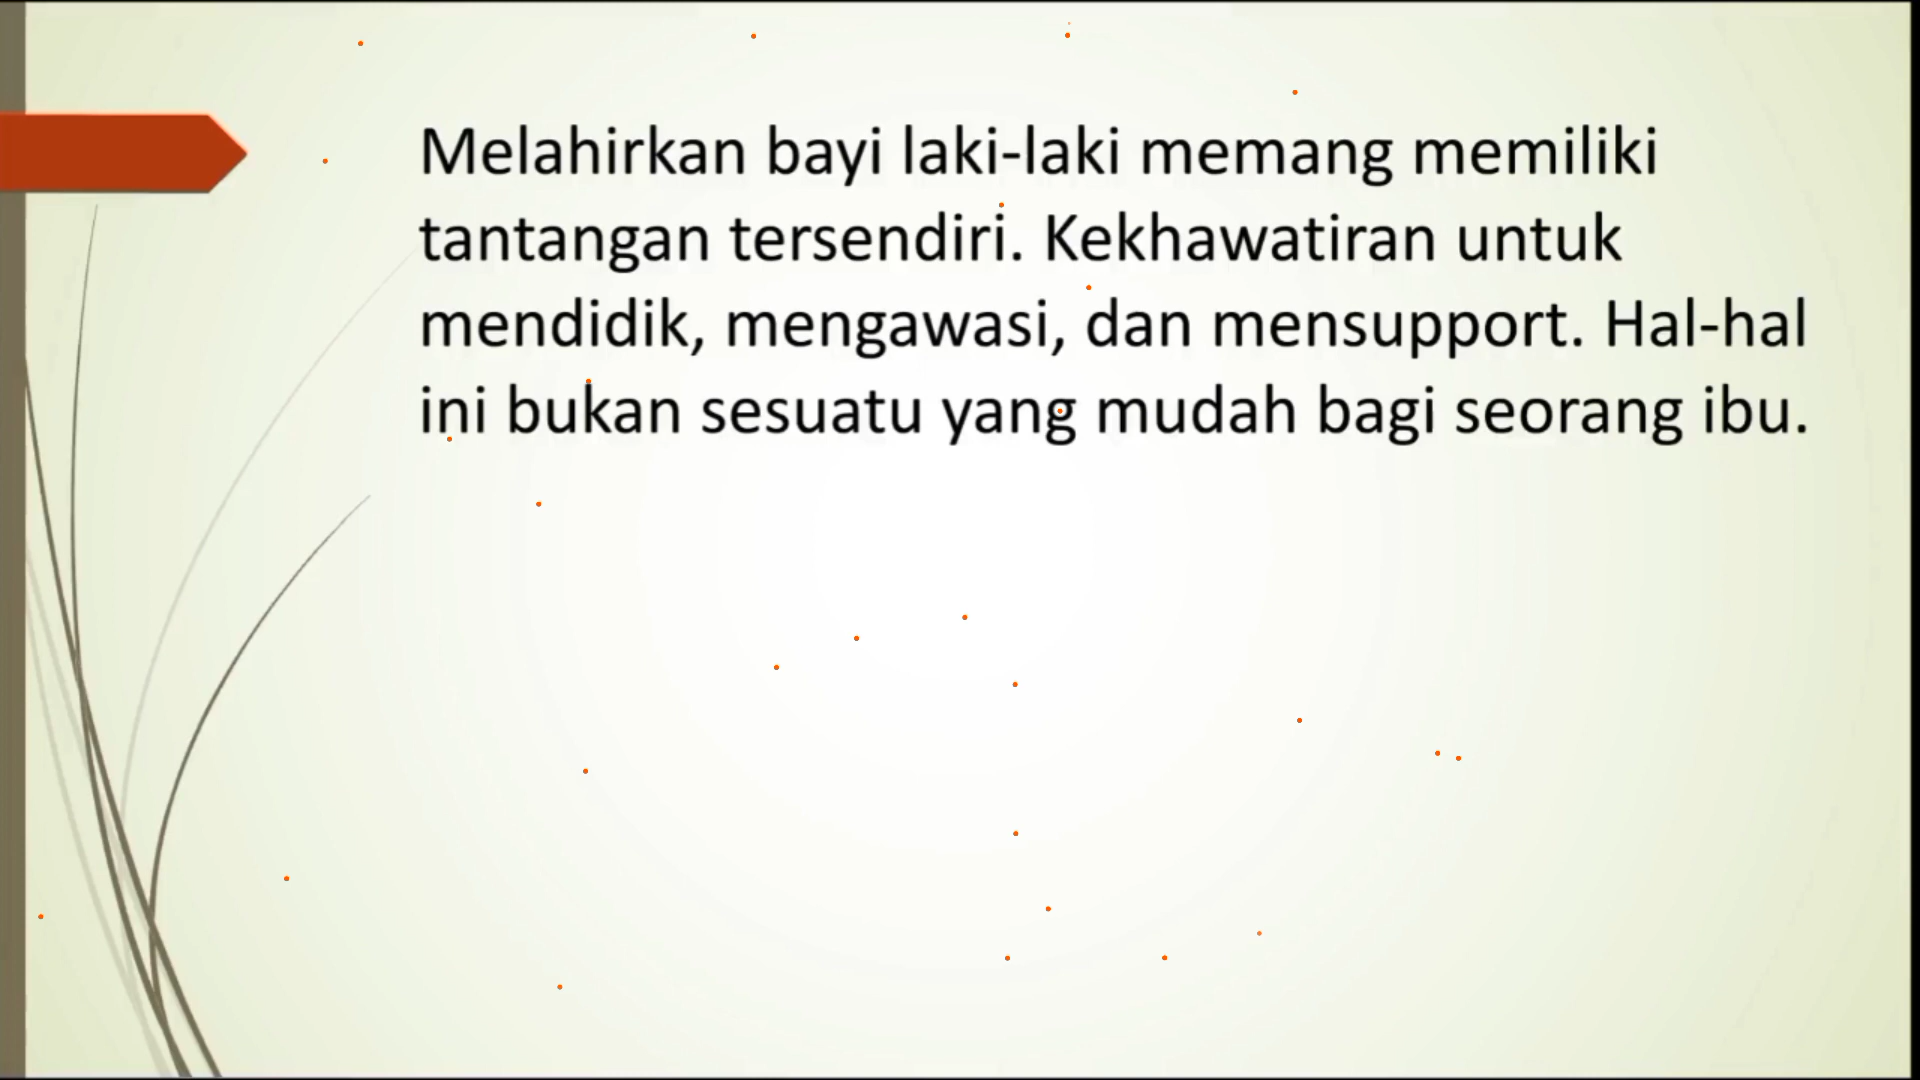 Melahirkan bayi laki-laki memang memiliki
tantangan tersendiri. Kekhawatiran untuk
mendidik, mengawasi, dan mensupport. Hal-hal
ini bukan sesuatu yang mudah bagi seorang ibu.